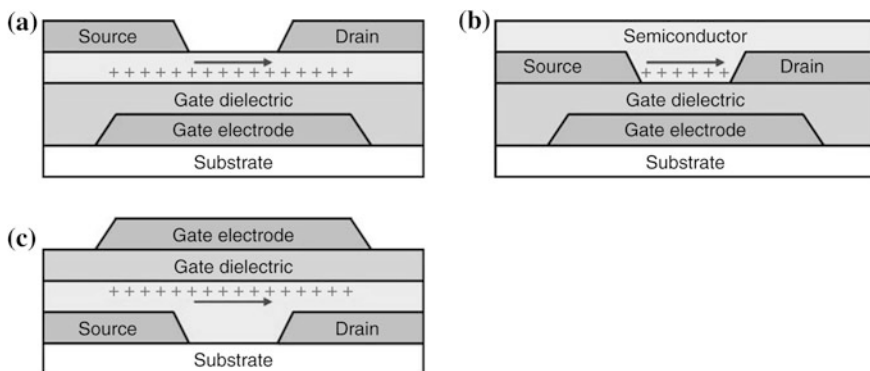 (a)
Source Drain
+ + + + + + + + + + + + + + + +
Gate dielectric
Gate electrode
Substrate
(b)
Semiconductor
Source Drain
+ + + + + +
Gate dielectric
Gate electrode
Substrate
(c)
Gate electrode
Gate dielectric
+ + + + + + + + + + + + + + + +
Source Drain
Substrate